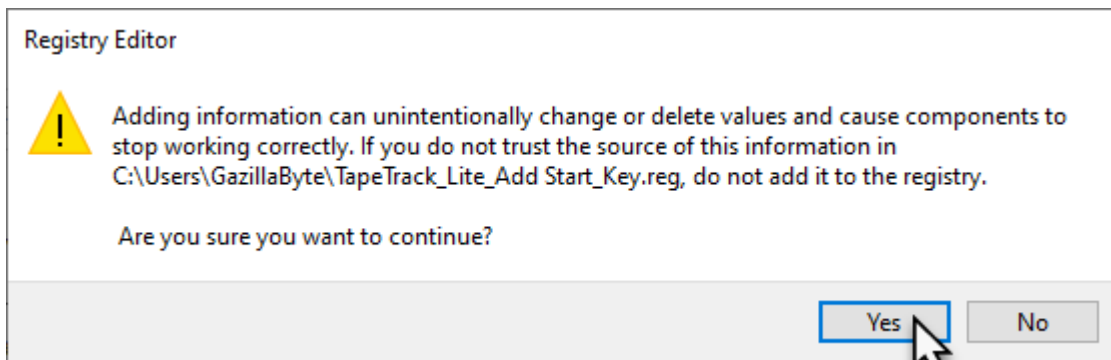 Registry Editor
Adding information can unintentionally change or delete values and cause components to
stop working correctly. If you do not trust the source of this information in
C:\Users\GazillaByte\TapeTrack_Lite_Add Start_Key.reg, do not add it to the registry.
Are you sure you want to continue?
Yes No